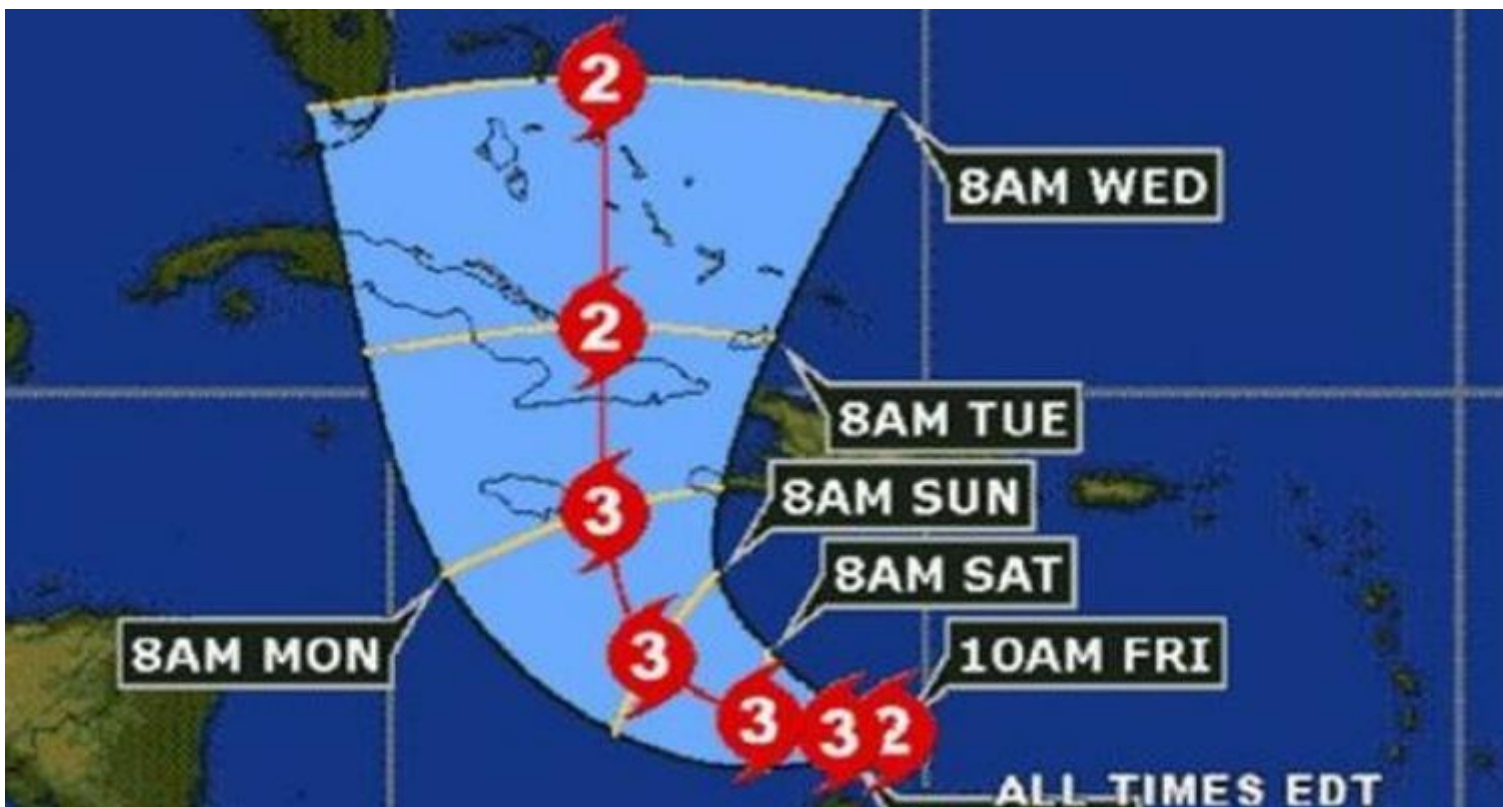 2
8AM WED
2
8AM TUE
3
8AM SUN
8AM SAT
8AM MON
3
10AM FRI
3
3
2
ALL TIMES EDT